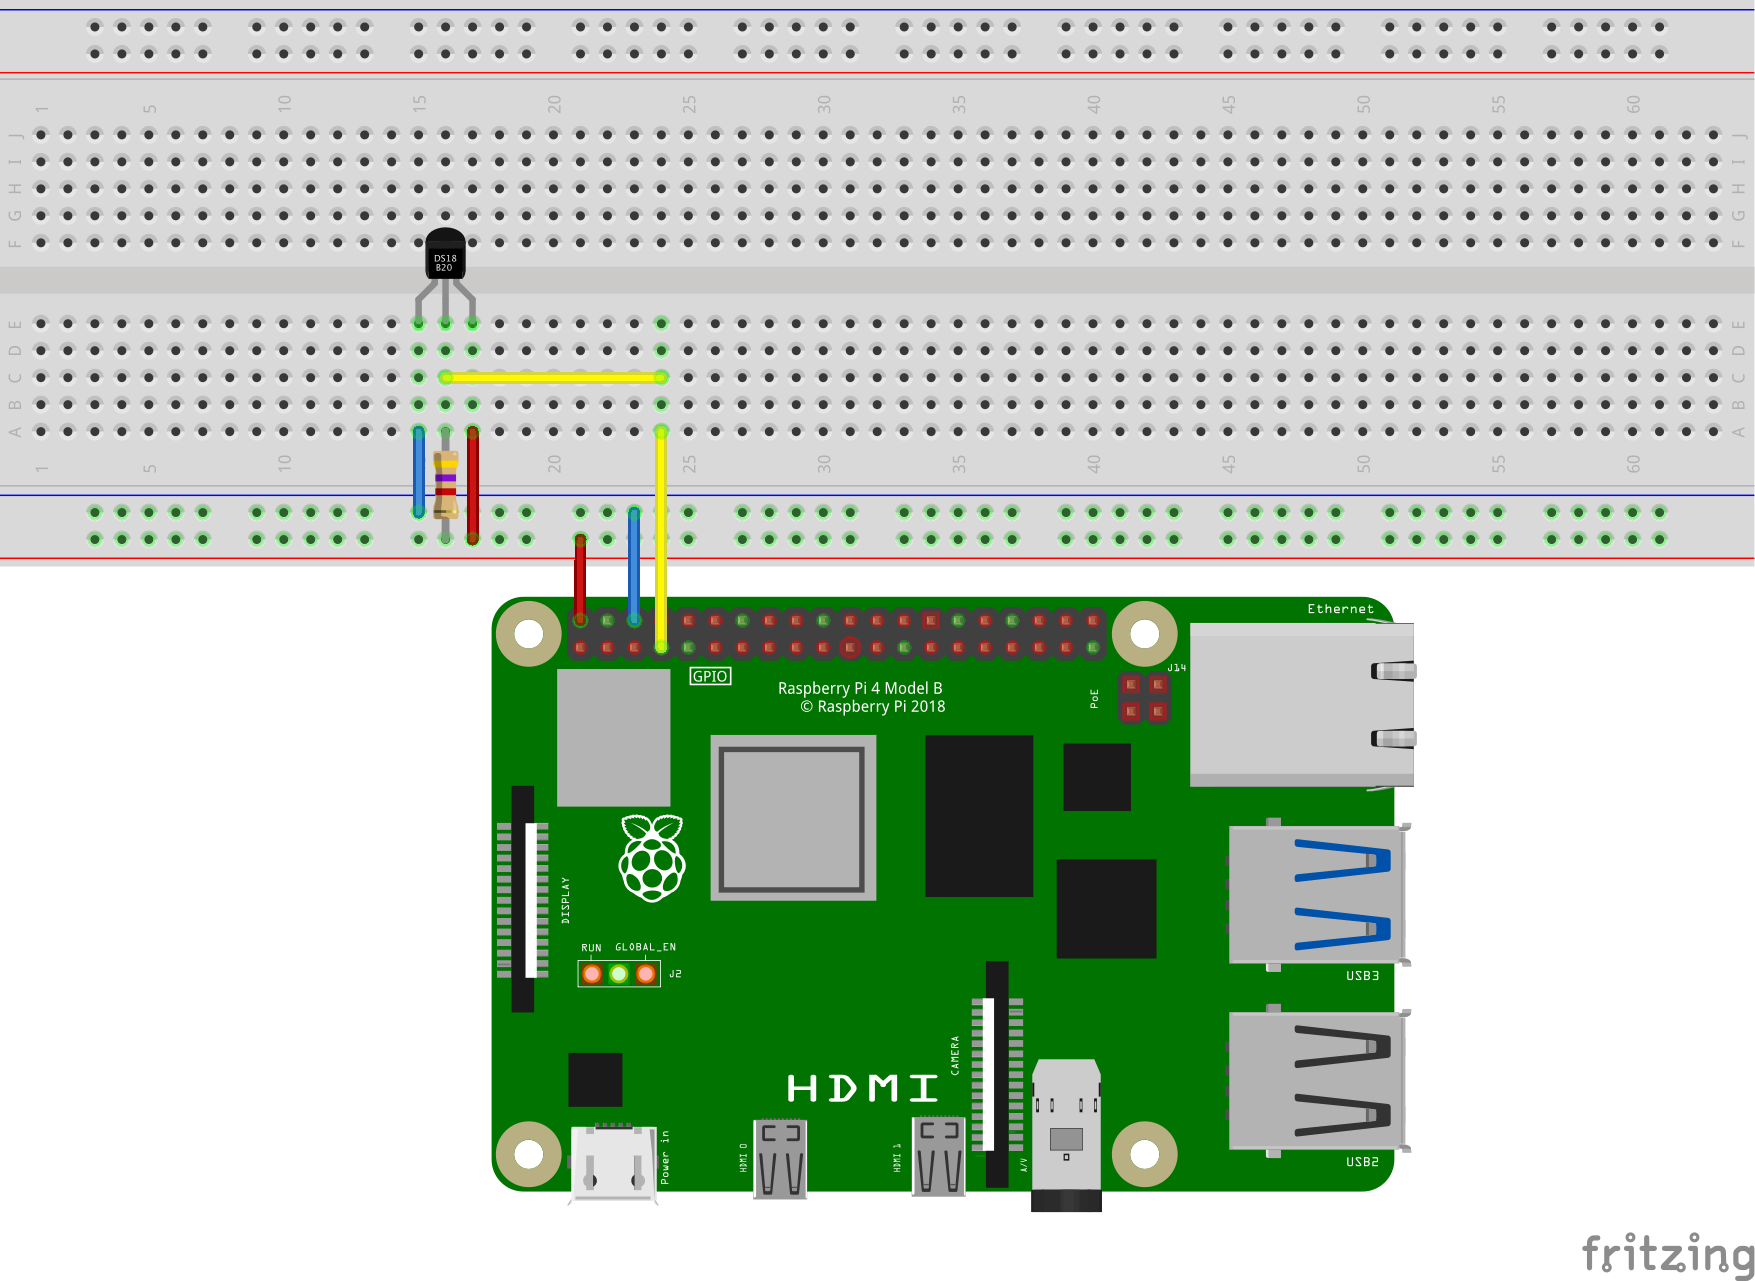 1 5 10 15 20 25 30 35 40 45 50 55 60
J J
I I
H H
G G
F F
DS18
B20
E E
D D
C C
B B
A A
1 5 10 20 25 30 35 40 45 50 55 60
Ethernet
J14
GPIO
PoE
Raspberry Pi 4 Model B
© Raspberry Pi 2018
DISPLAY
RUN GLOBAL_EN
J2
USB3
CAMERA
HDMI
Power in
HDMI 0
HDMI 1
A/V
USB2
fritzing